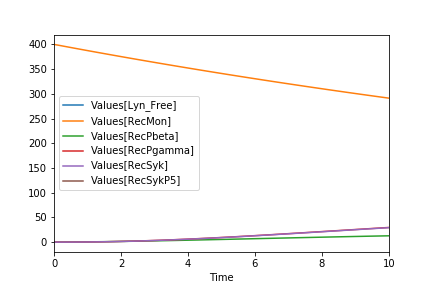 400
350
300
250
200
150
100
50
0
Values[Lyn_Free]
Values[RecMon]
Values[RecPbeta]
Values[RecPgamma]
Values[RecSyk]
Values[RecSykP5]
0 2 4 6 8 10
Time